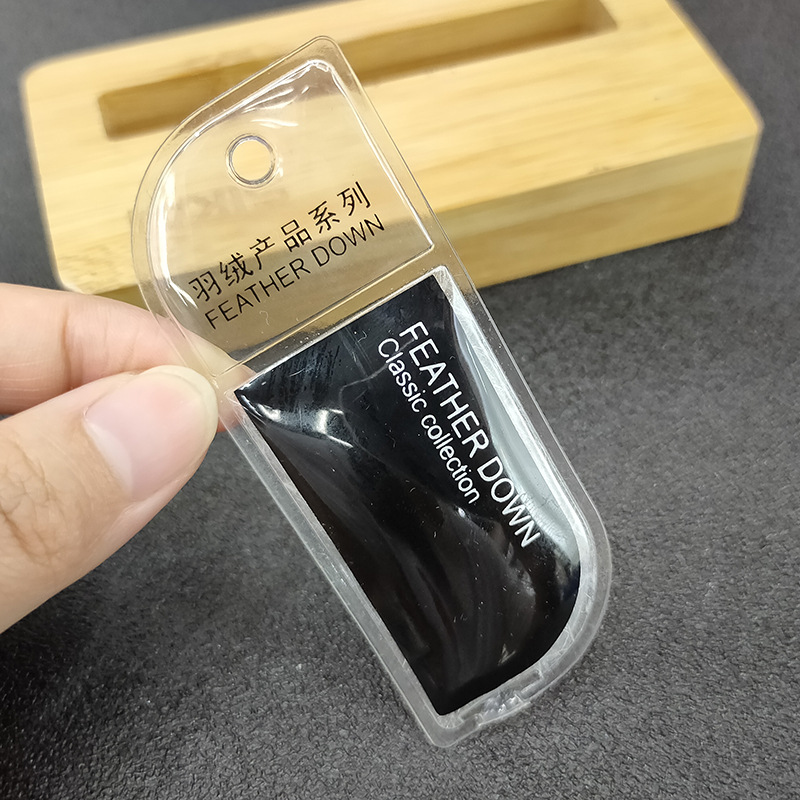 羽绒产品系列
FEATHER DOWN
FEATHER DOWN
Classic collection